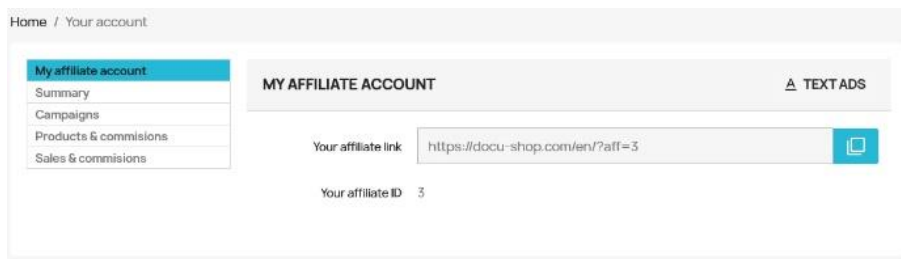 Home / Your account
My affiliate account
Summary
Campaigns
Products & commisions
Sales & commisions
MY AFFILIATE ACCOUNT
A TEXT ADS
Your affiliate link https://docu-shop.com/en/?aff=3
Your affiliate ID 3